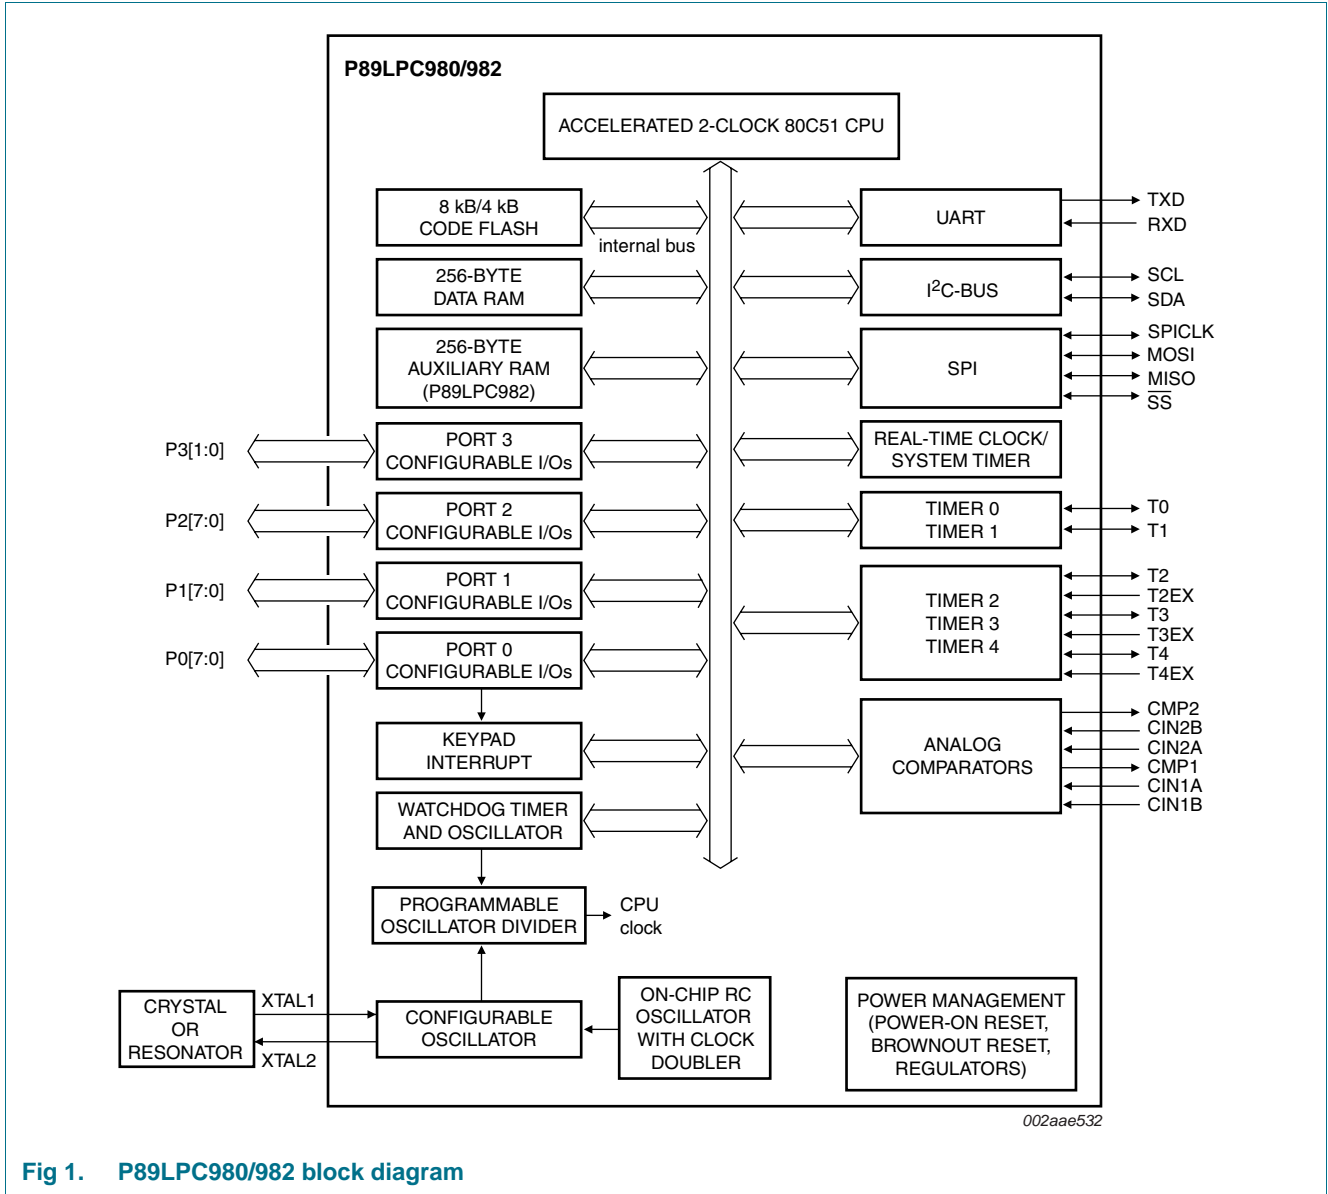 P89LPC980/982
ACCELERATED 2-CLOCK 80C51 CPU
8 kB/4 kB
CODE FLASH
internal bus
256-BYTE
DATA RAM
256-BYTE
AUXILIARY RAM
(P89LPC982)
P3[1:0]
PORT 3
CONFIGURABLE I/Os
P2[7:0]
PORT 2
CONFIGURABLE I/Os
P1[7:0]
PORT 1
CONFIGURABLE I/Os
P0[7:0]
PORT 0
CONFIGURABLE I/Os
KEYPAD
INTERRUPT
WATCHDOG TIMER
AND OSCILLATOR
PROGRAMMABLE
OSCILLATOR DIVIDER
CPU
clock
CRYSTAL
OR
RESONATOR
XTAL1
XTAL2
CONFIGURABLE
OSCILLATOR
ON-CHIP RC
OSCILLATOR
WITH CLOCK
DOUBLER
UART
TXD
RXD
I²C-BUS
SCL
SDA
SPI
SPICLK
MOSI
MISO
SS
REAL-TIME CLOCK/
SYSTEM TIMER
TIMER 0
TIMER 1
T0
T1
TIMER 2
TIMER 3
TIMER 4
T2
T2EX
T3
T3EX
T4
T4EX
ANALOG
COMPARATORS
CMP2
CIN2B
CIN2A
CMP1
CIN1A
CIN1B
POWER MANAGEMENT
(POWER-ON RESET,
BROWNOUT RESET,
REGULATORS)
002aae532
Fig 1. P89LPC980/982 block diagram